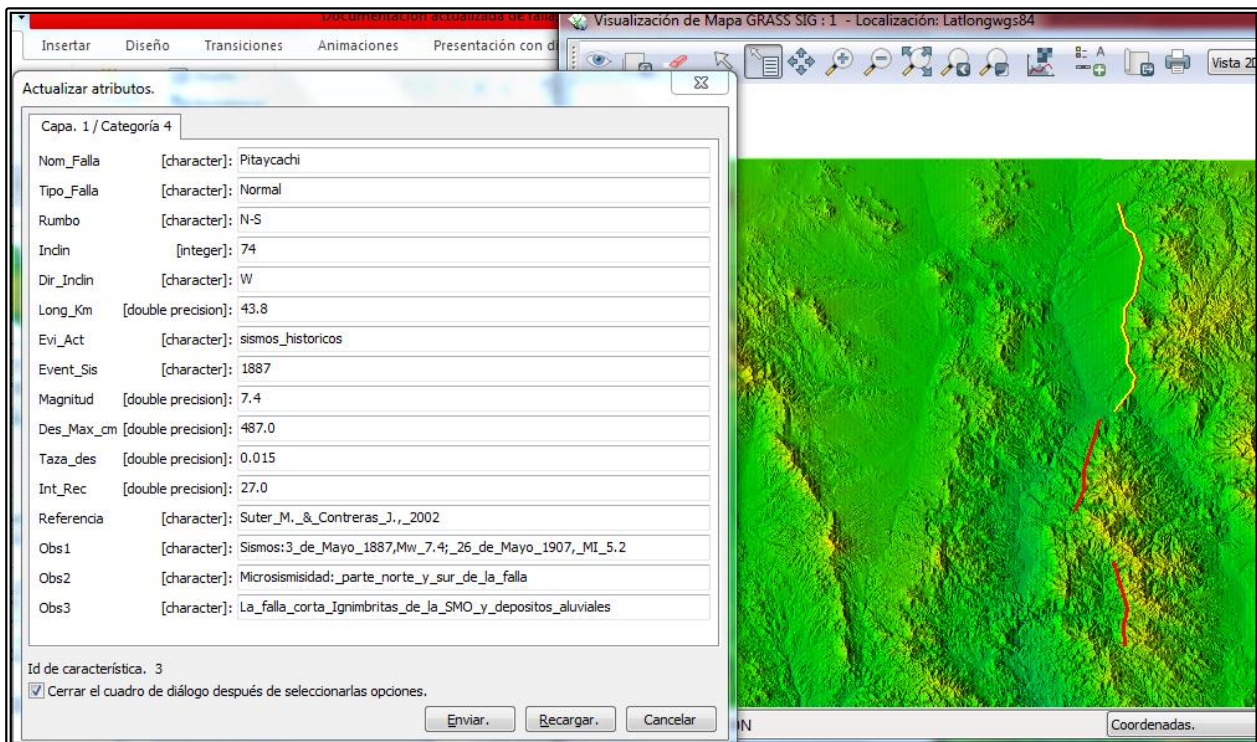 Documentación actualizada de falla
Visualización de Mapa GRASS SIG : 1 - Localización: Latlongwgs84
Insertar Diseño Transiciones Animaciones Presentación con di
Vista 2D
Actualizar atributos.
Capa. 1 / Categoría 4
Nom_Falla [character]: Pitaycachi
Tipo_Falla [character]: Normal
Rumbo [character]: N-S
Inclin [integer]: 74
Dir_Inclin [character]: W
Long_Km [double precision]: 43.8
Evi_Act [character]: sismos_historicos
Event_Sis [character]: 1887
Magnitud [double precision]: 7.4
Des_Max_cm [double precision]: 487.0
Taza_des [double precision]: 0.015
Int_Rec [double precision]: 27.0
Referencia [character]: Suter_M._&_Contreras_J.,_2002
Obs1 [character]: Sismos:3_de_Mayo_1887,Mw_7.4;_26_de_Mayo_1907,_MI_5.2
Obs2 [character]: Microsismisidad:_parte_norte_y_sur_de_la_falla
Obs3 [character]: La_falla_corta_Ignimbritas_de_la_SMO_y_depositos_aluviales
Id de característica. 3
Cerrar el cuadro de diálogo después de seleccionarlas opciones.
Enviar. Recargar. Cancelar
Coordenadas.